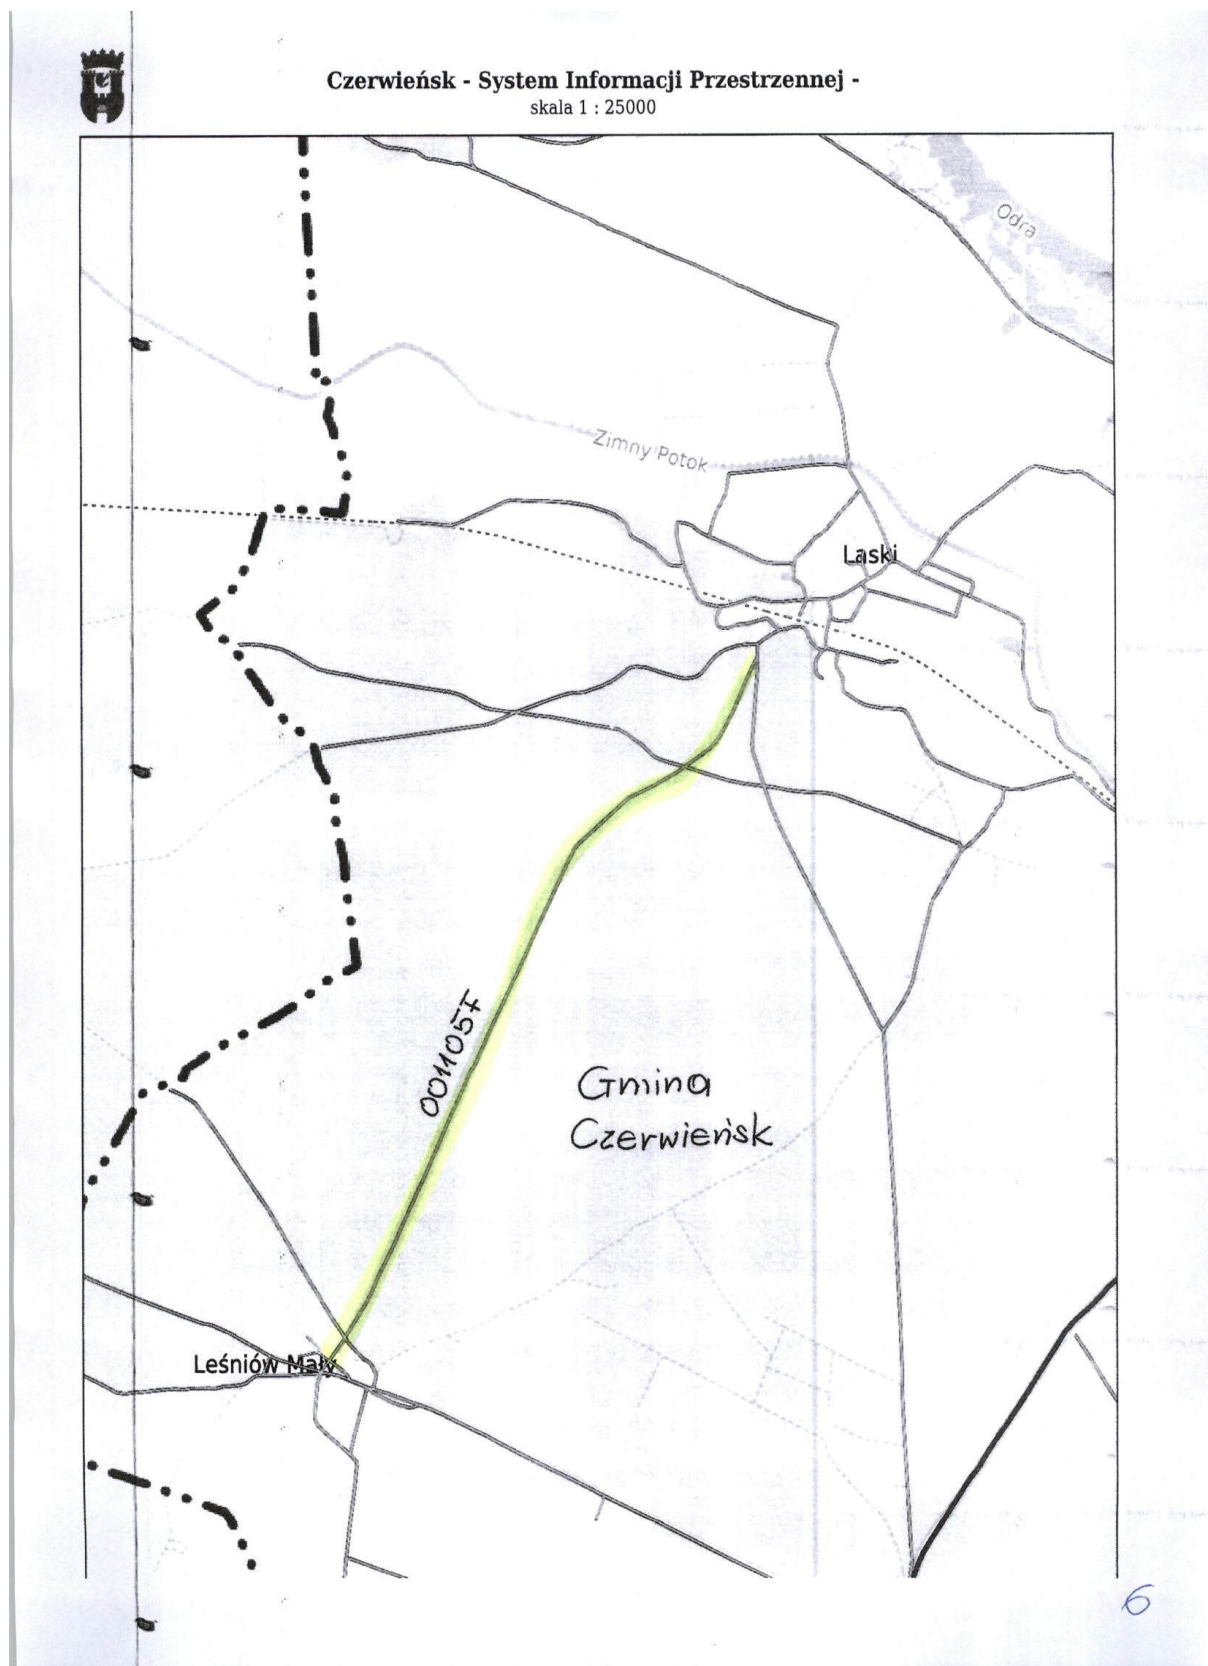 Czerwieńsk - System Informacji Przestrzennej -
skala 1 : 25000
Odra
Zimny Potok
Laski
001105F
Gmina
Czerwieńsk
Leśniów Mały
6